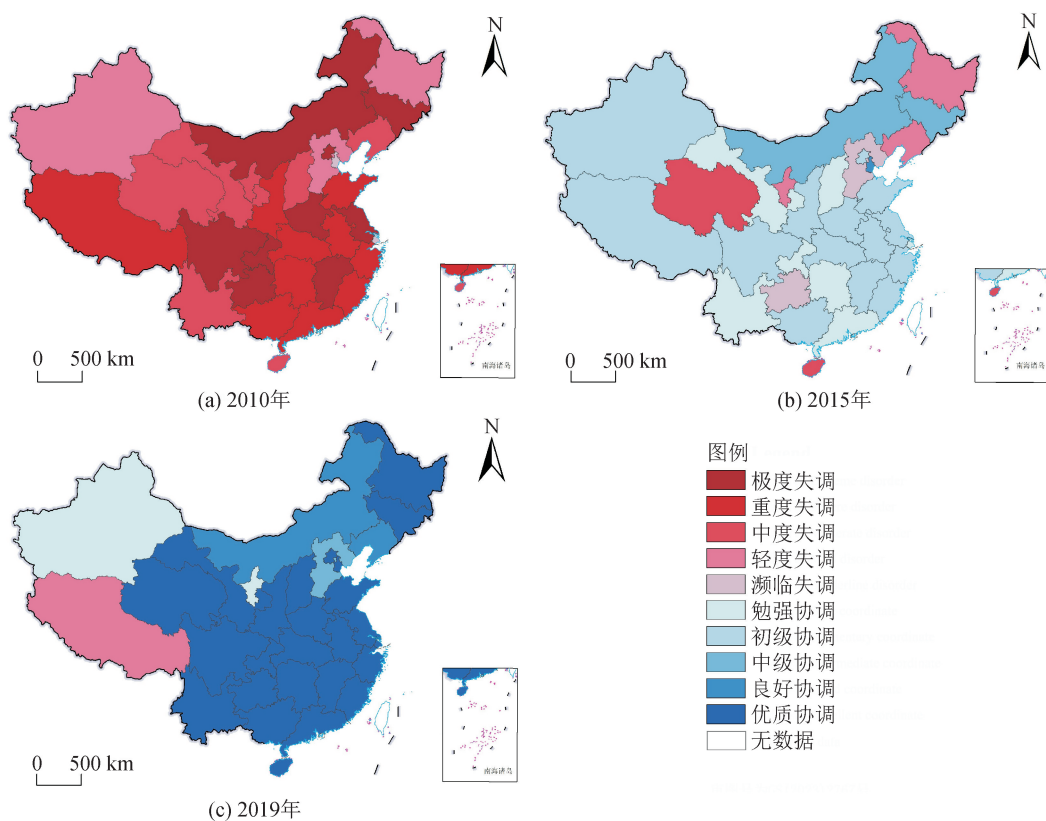 N
0 500 km
南海诸岛
(a) 2010年
N
0 500 km
南海诸岛
(b) 2015年
N
0 500 km
南海诸岛
(c) 2019年
图例
极度失调
重度失调
中度失调
轻度失调
濒临失调
勉强协调
初级协调
中级协调
良好协调
优质协调
无数据